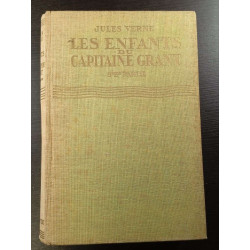 JULES VERNE
LES ENFANTS
DU
CAPITAINE GRANT